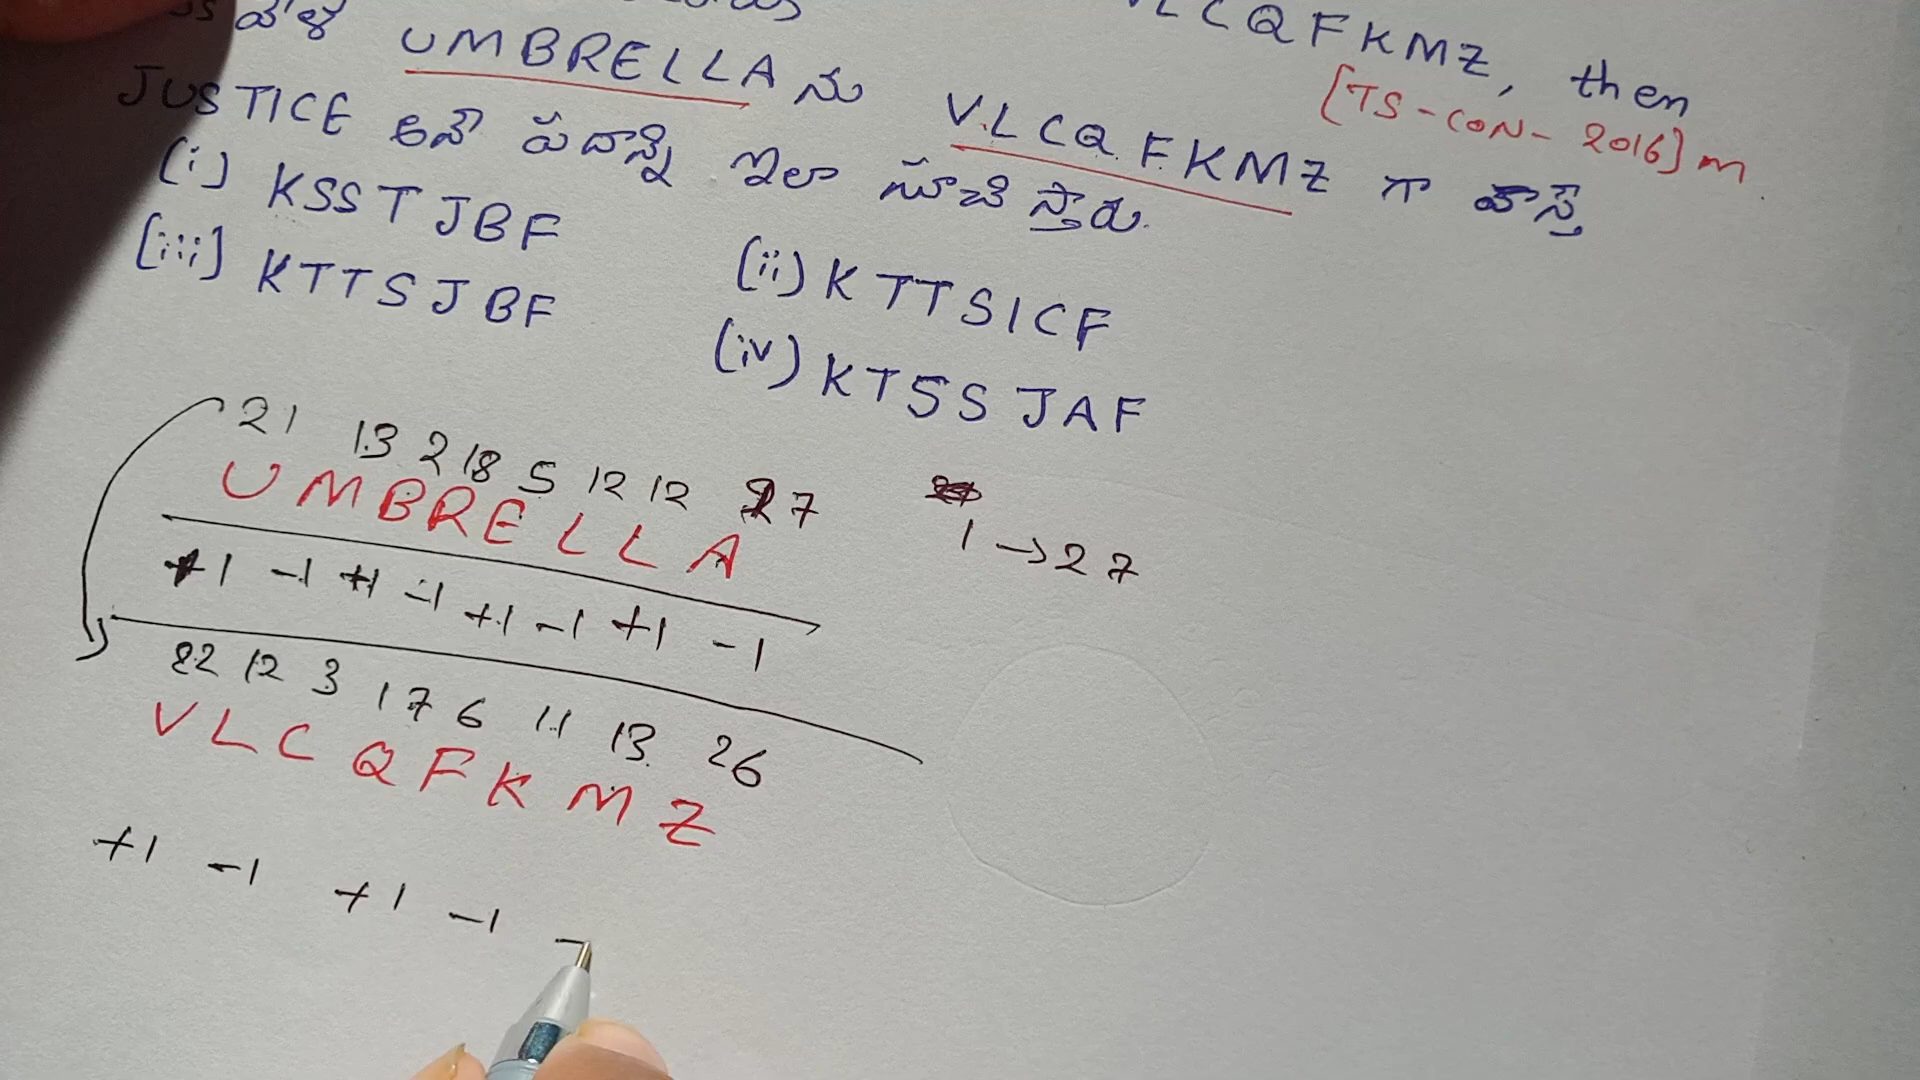 LCQFKMZ, then
UMBRELLA ను VLCQFKMZ గా వ్రాస్తే
[TS-CON-2016] m
JUSTICE అనే పదాన్ని ఇలా సూచిస్తారు.
(i) KSSTJBF
(ii) KTTSICF
(iii) KTTSJBF
(iv) KTSSJAF
21 13 2 18 5 12 12 27
UMBRELLA
1 → 27
+1 -1 +1 -1 +1 -1 +1 -1
22 12 3 17 6 11 13 26
VLCQFKMZ
+1 -1 +1 -1